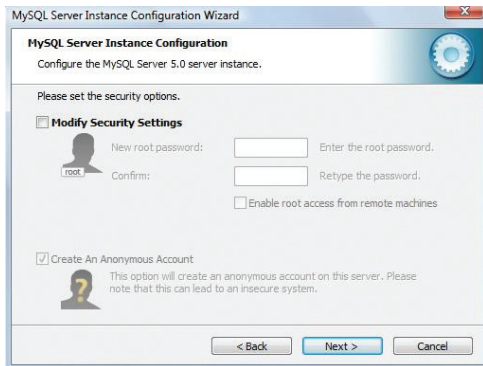 MySQL Server Instance Configuration Wizard
MySQL Server Instance Configuration
Configure the MySQL Server 5.0 server instance.
Please set the security options.
Modify Security Settings
New root password: Enter the root password.
root
Confirm: Retype the password.
Enable root access from remote machines
Create An Anonymous Account
This option will create an anonymous account on this server. Please
note that this can lead to an insecure system.
< Back Next > Cancel